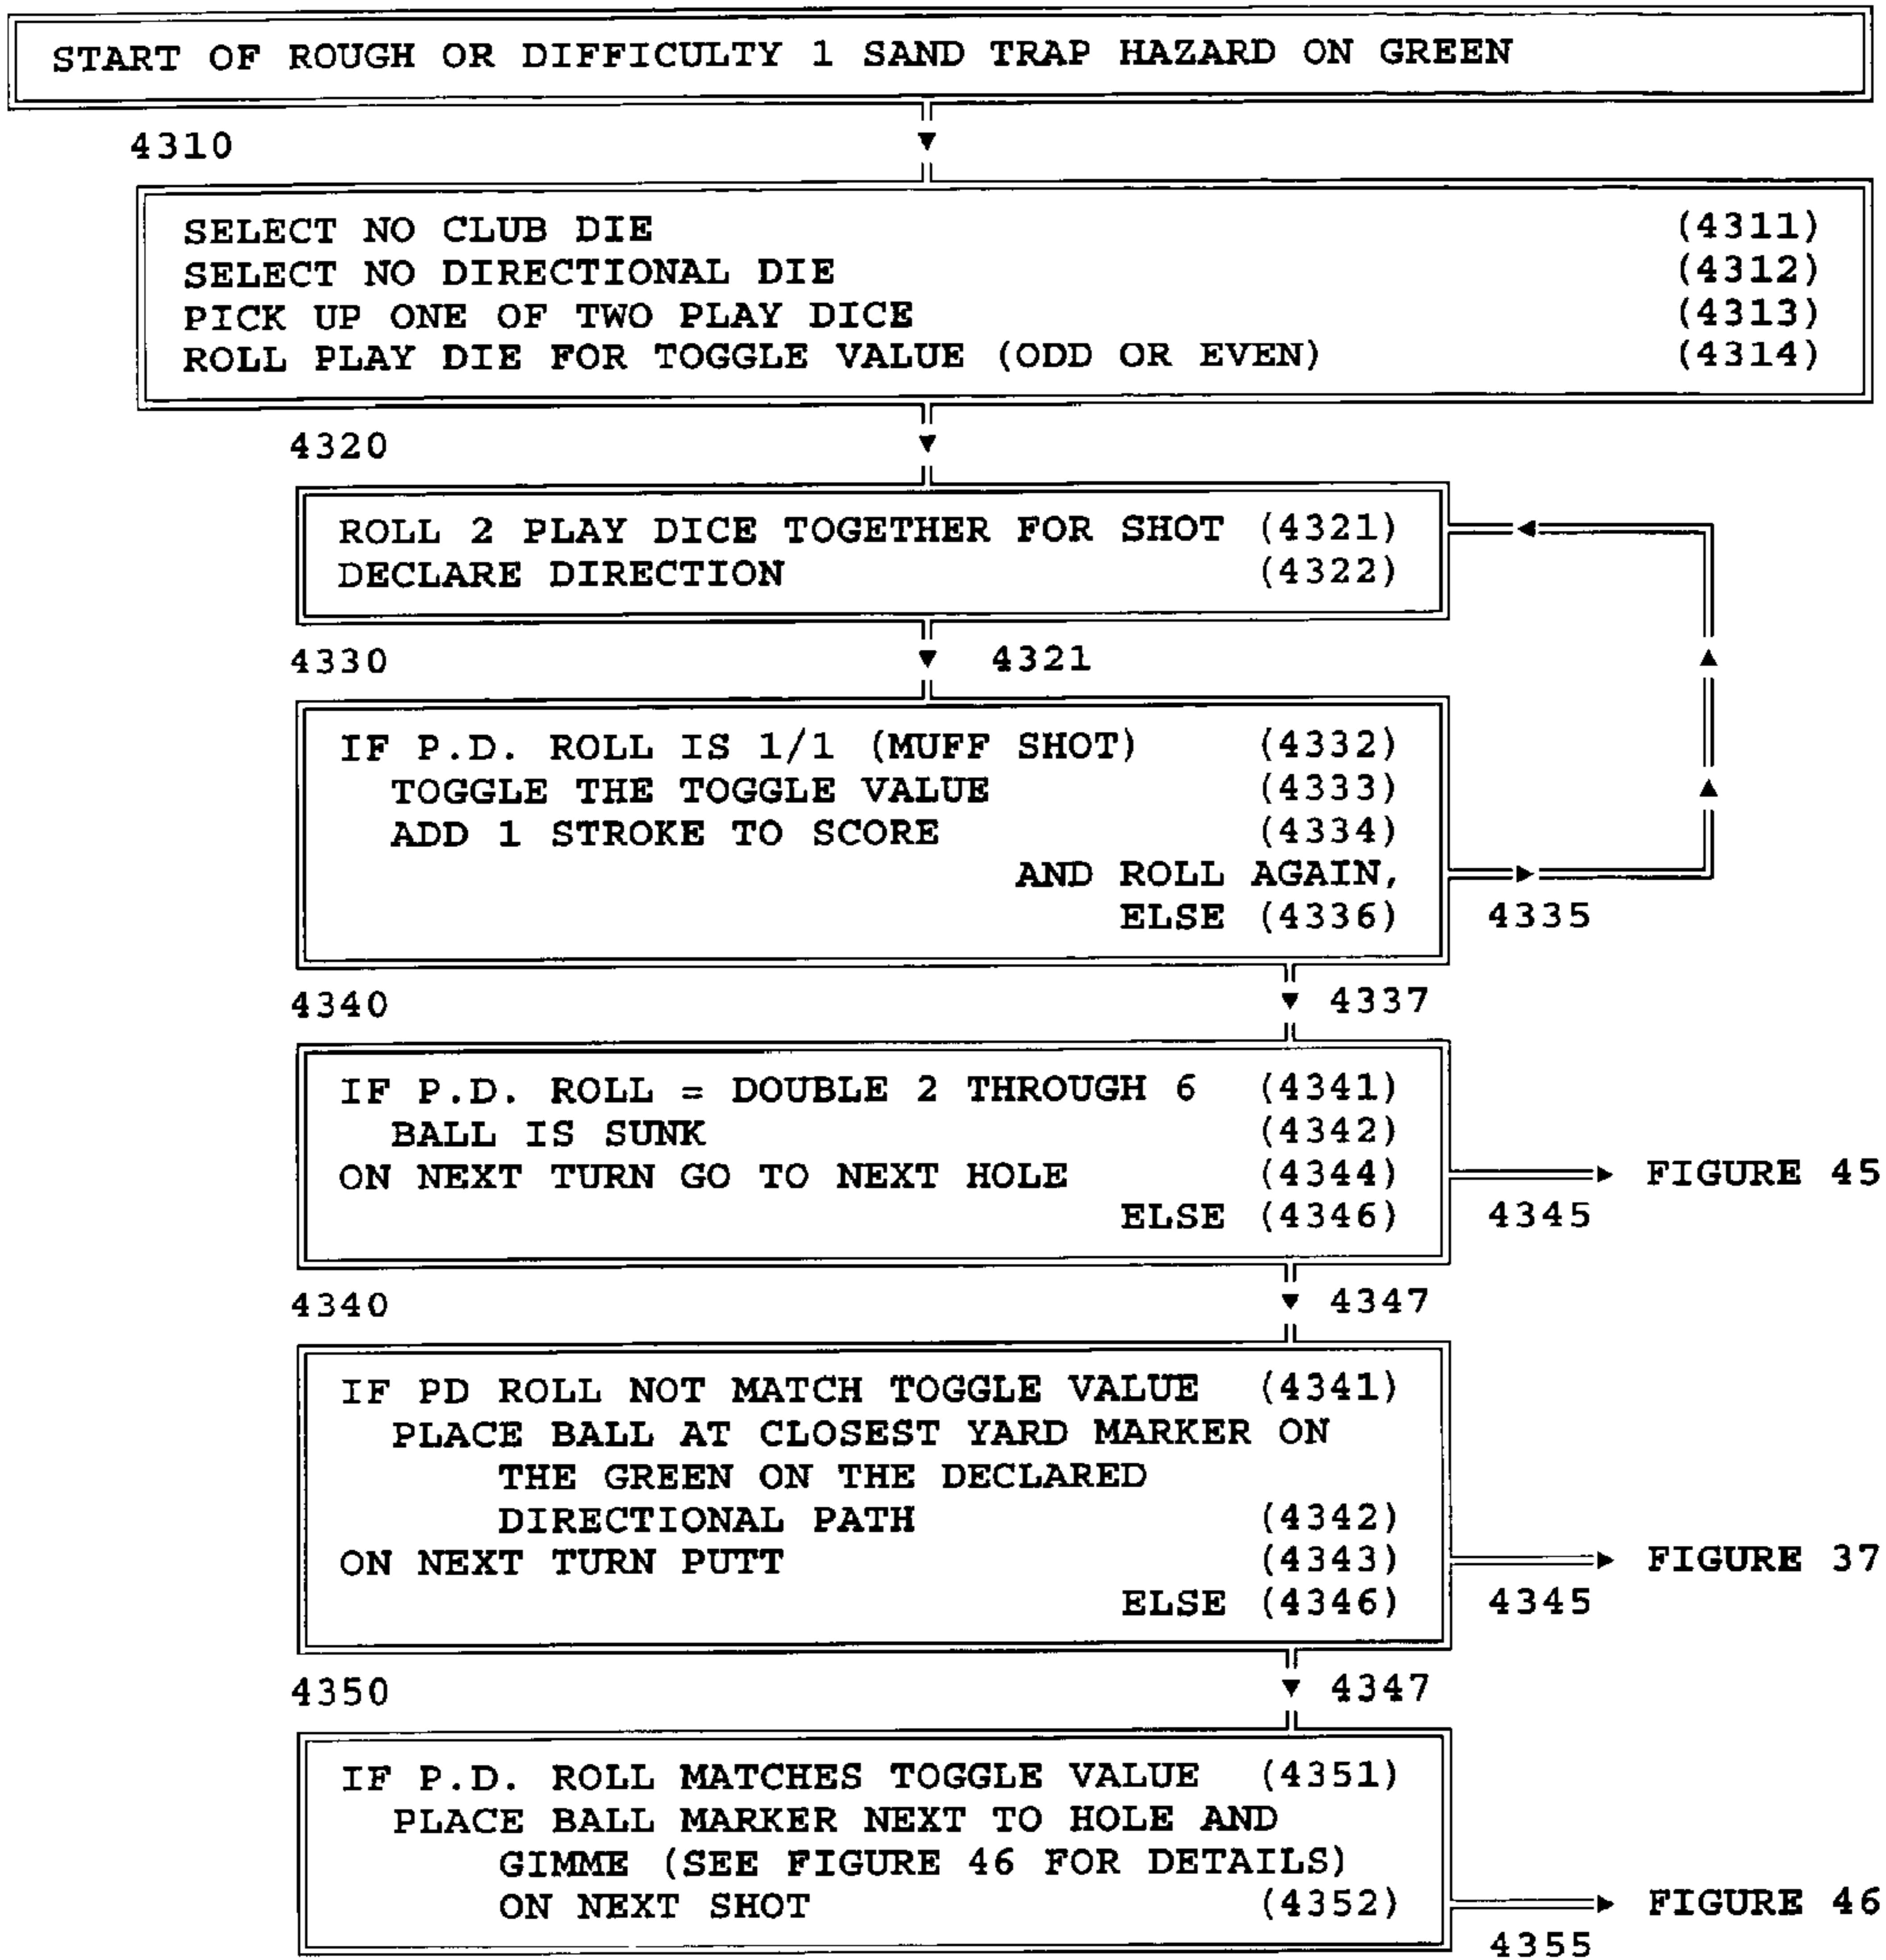 START OF ROUGH OR DIFFICULTY 1 SAND TRAP HAZARD ON GREEN
4310
SELECT NO CLUB DIE (4311)
SELECT NO DIRECTIONAL DIE (4312)
PICK UP ONE OF TWO PLAY DICE (4313)
ROLL PLAY DIE FOR TOGGLE VALUE (ODD OR EVEN) (4314)
4320
ROLL 2 PLAY DICE TOGETHER FOR SHOT (4321)
DECLARE DIRECTION (4322)
4330 4321
IF P.D. ROLL IS 1/1 (MUFF SHOT) (4332)
TOGGLE THE TOGGLE VALUE (4333)
ADD 1 STROKE TO SCORE (4334)
AND ROLL AGAIN,
ELSE (4336) 4335
4340 4337
IF P.D. ROLL = DOUBLE 2 THROUGH 6 (4341)
BALL IS SUNK (4342)
ON NEXT TURN GO TO NEXT HOLE (4344) FIGURE 45
ELSE (4346) 4345
4340 4347
IF PD ROLL NOT MATCH TOGGLE VALUE (4341)
PLACE BALL AT CLOSEST YARD MARKER ON
THE GREEN ON THE DECLARED
DIRECTIONAL PATH (4342)
ON NEXT TURN PUTT (4343) FIGURE 37
ELSE (4346) 4345
4350 4347
IF P.D. ROLL MATCHES TOGGLE VALUE (4351)
PLACE BALL MARKER NEXT TO HOLE AND
GIMME (SEE FIGURE 46 FOR DETAILS)
ON NEXT SHOT (4352) FIGURE 46
4355